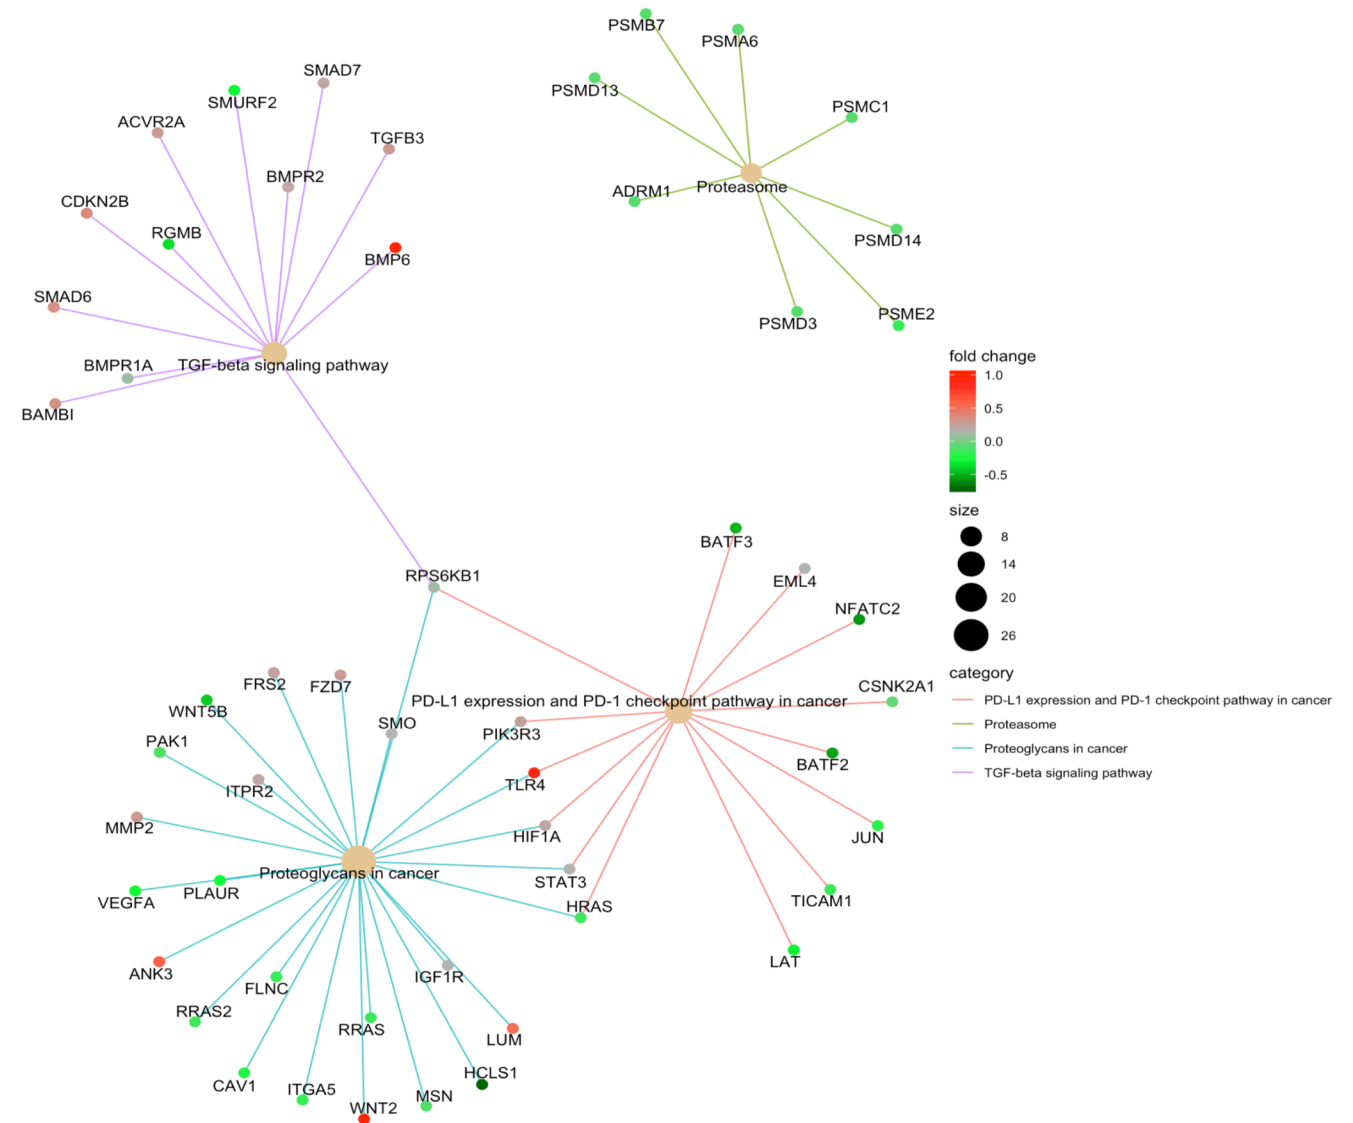 PSMB7
PSMA6
SMAD7
PSMD13
SMURF2
PSMC1
ACVR2A
TGFB3
BMPR2
Proteasome
ADRM1
CDKN2B
RGMB
PSMD14
BMP6
SMAD6
PSMD3
PSME2
BMPR1A
TGF-beta signaling pathway
BAMBI
fold change
1.0
0.5
0.0
-0.5
size
8
14
20
26
category
PD-L1 expression and PD-1 checkpoint pathway in cancer
Proteasome
Proteoglycans in cancer
TGF-beta signaling pathway
BATF3
RPS6KB1
EML4
NFATC2
FRS2
FZD7
CSNK2A1
PD-L1 expression and PD-1 checkpoint pathway in cancer
WNT5B
SMO
PIK3R3
PAK1
BATF2
TLR4
ITPR2
MMP2
HIF1A
JUN
Proteoglycans in cancer
STAT3
PLAUR
VEGFA
TICAM1
HRAS
LAT
ANK3
IGF1R
FLNC
RRAS2
RRAS
LUM
HCLS1
CAV1
ITGA5
MSN
WNT2